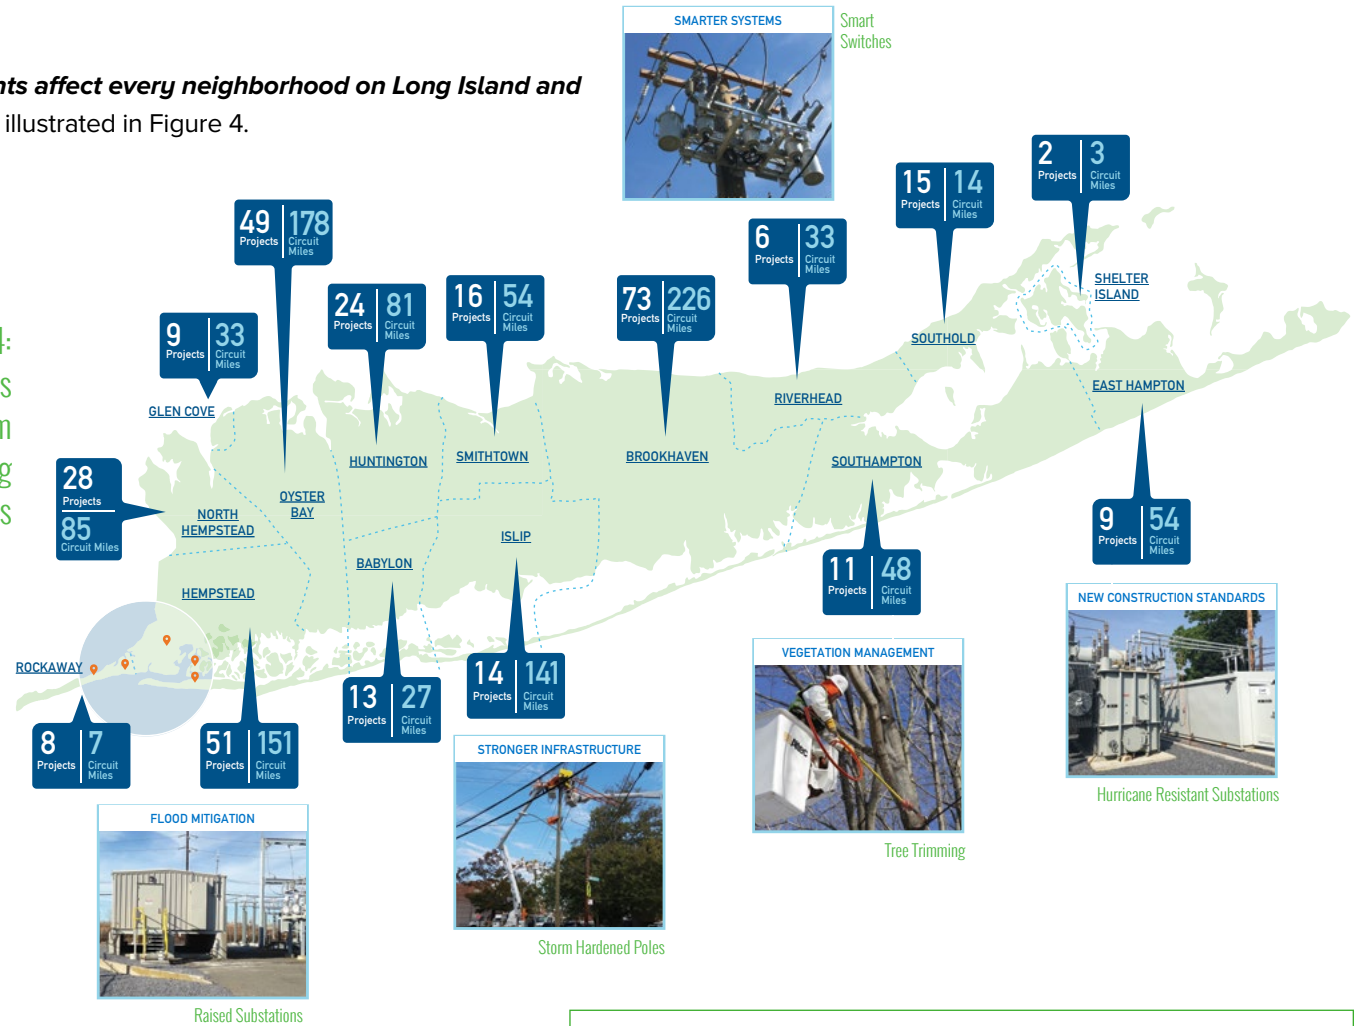 nts affect every neighborhood on Long Island and
illustrated in Figure 4.
SMARTER SYSTEMS
Smart
Switches
4:
s
m
g
s
49
Projects
178
Circuit
Miles
9
Projects
33
Circuit
Miles
24
Projects
81
Circuit
Miles
16
Projects
54
Circuit
Miles
73
Projects
226
Circuit
Miles
6
Projects
33
Circuit
Miles
15
Projects
14
Circuit
Miles
2
Projects
3
Circuit
Miles
SHELTER
ISLAND
SOUTHOLD
EAST HAMPTON
RIVERHEAD
GLEN COVE
HUNTINGTON
SMITHTOWN
BROOKHAVEN
SOUTHAMPTON
28
Projects
85
Circuit Miles
NORTH
HEMPSTEAD
OYSTER
BAY
ISLIP
BABYLON
HEMPSTEAD
ROCKAWAY
8
Projects
7
Circuit
Miles
51
Projects
151
Circuit
Miles
13
Projects
27
Circuit
Miles
14
Projects
141
Circuit
Miles
11
Projects
48
Circuit
Miles
9
Projects
54
Circuit
Miles
NEW CONSTRUCTION STANDARDS
Hurricane Resistant Substations
VEGETATION MANAGEMENT
Tree Trimming
STRONGER INFRASTRUCTURE
Storm Hardened Poles
FLOOD MITIGATION
Raised Substations